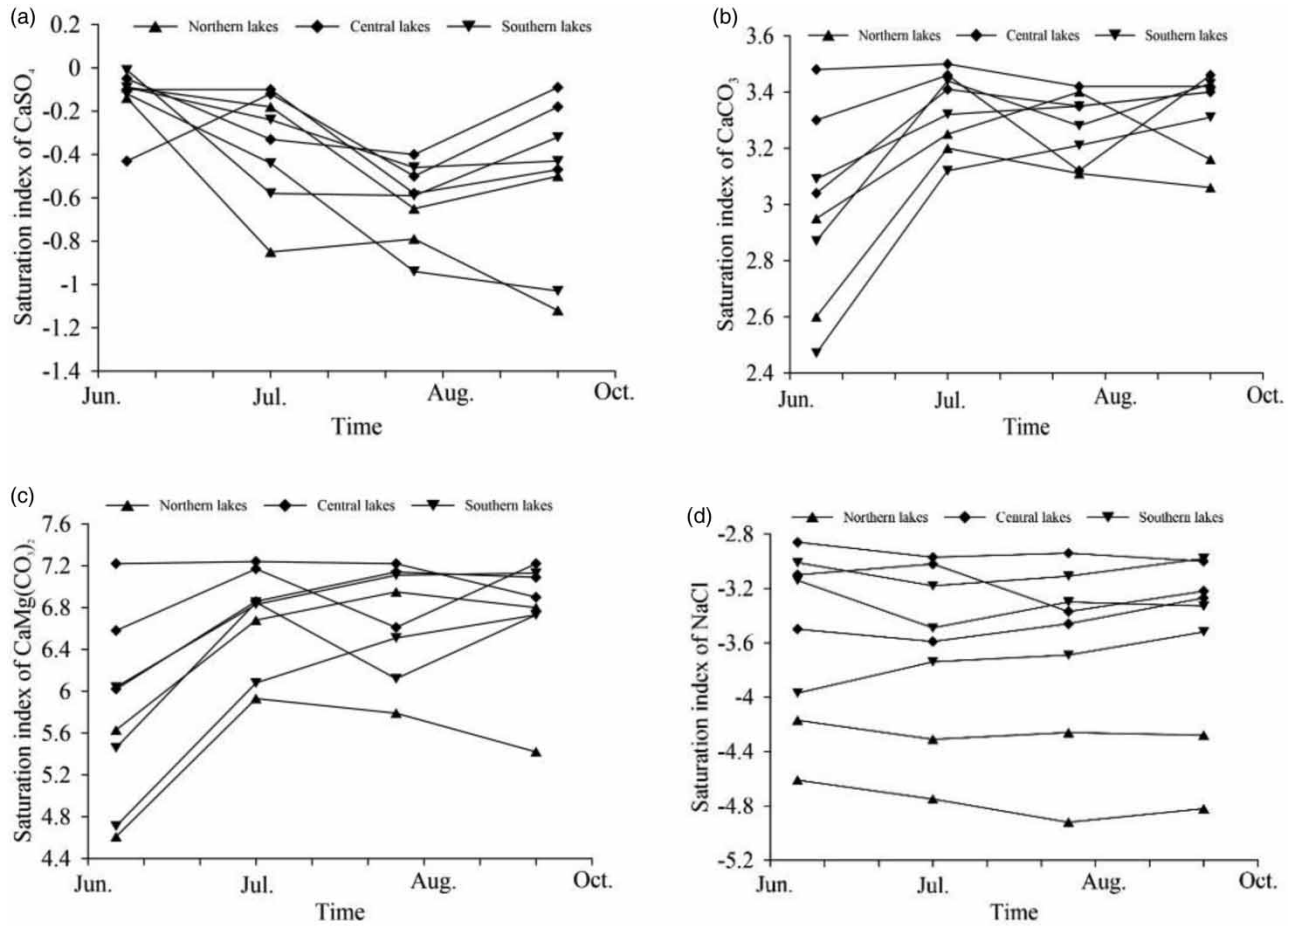 (a)
Northern lakes Central lakes Southern lakes
Saturation index of CaSO4
0.2
0
-0.2
-0.4
-0.6
-0.8
-1
-1.2
-1.4
Jun. Jul. Aug. Oct.
Time
(b)
Northern lakes Central lakes Southern lakes
Saturation index of CaCO3
3.6
3.4
3.2
3
2.8
2.6
2.4
Jun. Jul. Aug. Oct.
Time
(c)
Northern lakes Central lakes Southern lakes
Saturation index of CaMg(CO3)2
7.6
7.2
6.8
6.4
6
5.6
5.2
4.8
4.4
Jun. Jul. Aug. Oct.
Time
(d)
Northern lakes Central lakes Southern lakes
Saturation index of NaCl
-2.8
-3.2
-3.6
-4
-4.4
-4.8
-5.2
Jun. Jul. Aug. Oct.
Time